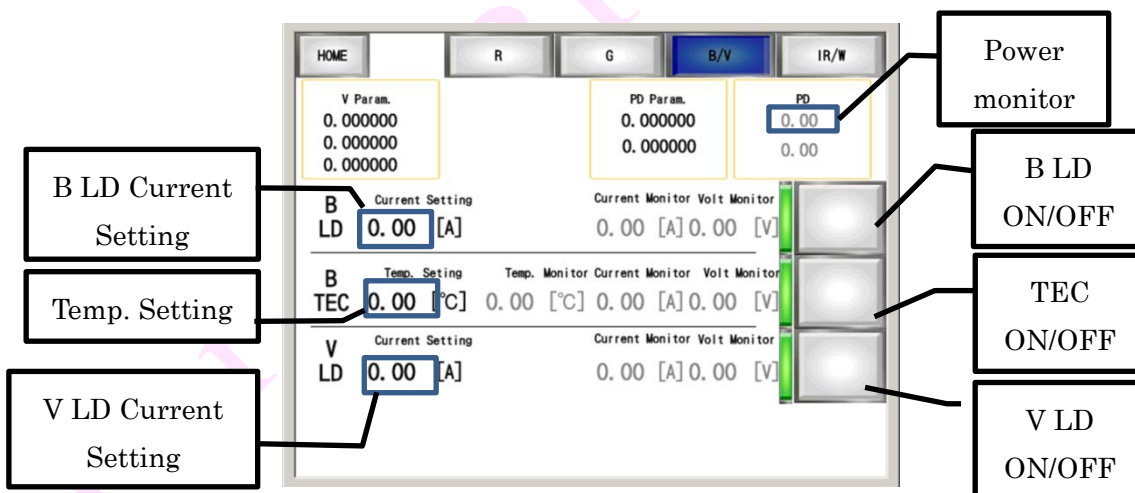 HOME R G B/V IR/W
Power
monitor
V Param. PD Param. PD
0.000000 0.000000 0.00
0.000000 0.000000 0.00
0.000000
B LD Current
Setting
B LD
ON/OFF
B Current Setting Current Monitor Volt Monitor
LD 0.00 [A] 0.00 [A] 0.00 [V]
Temp. Setting
B Temp. Seting Temp. Monitor Current Monitor Volt Monitor
TEC 0.00 [℃] 0.00 [℃] 0.00 [A] 0.00 [V]
TEC
ON/OFF
V Current Setting Current Monitor Volt Monitor
LD 0.00 [A] 0.00 [A] 0.00 [V]
V LD Current
Setting
V LD
ON/OFF